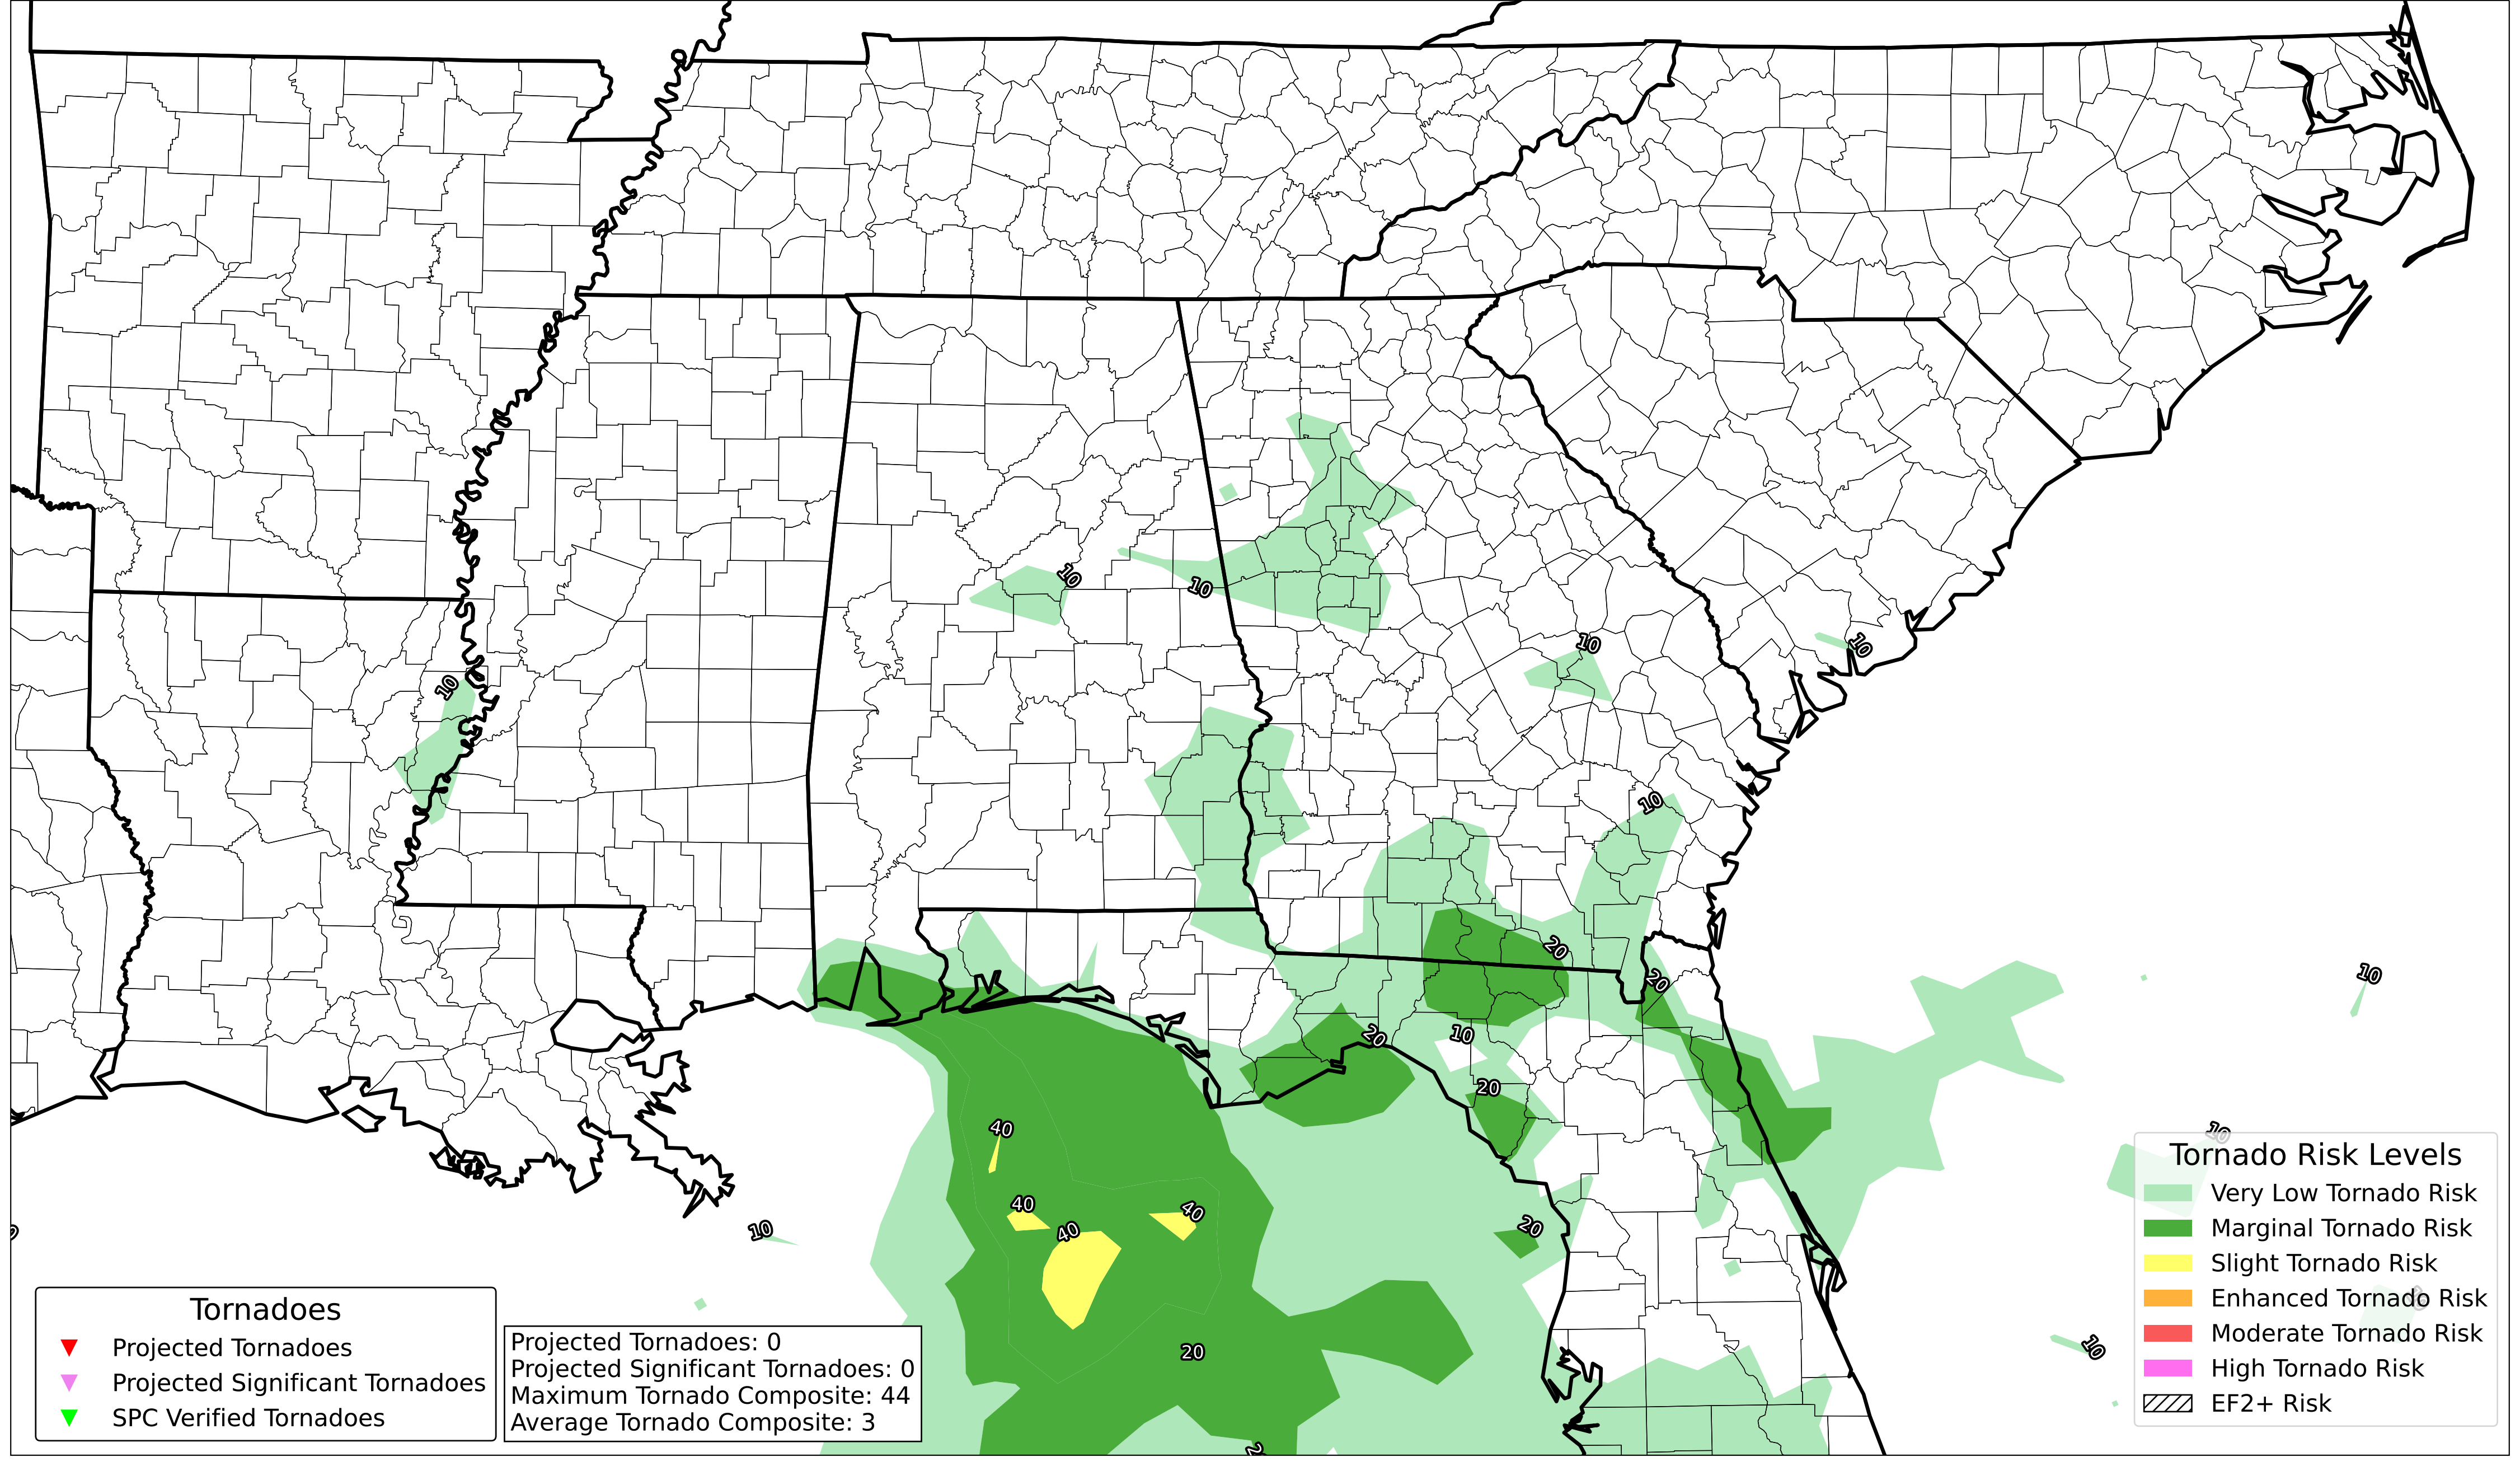 10
10
10
10
10
10
20
20
10
20
10
20
40
10
40
40
40
20
10
20
10
2
Tornadoes
Projected Tornadoes
Projected Significant Tornadoes
SPC Verified Tornadoes
Projected Tornadoes: 0
Projected Significant Tornadoes: 0
Maximum Tornado Composite: 44
Average Tornado Composite: 3
Tornado Risk Levels
Very Low Tornado Risk
Marginal Tornado Risk
Slight Tornado Risk
Enhanced Tornado Risk
Moderate Tornado Risk
High Tornado Risk
EF2+ Risk